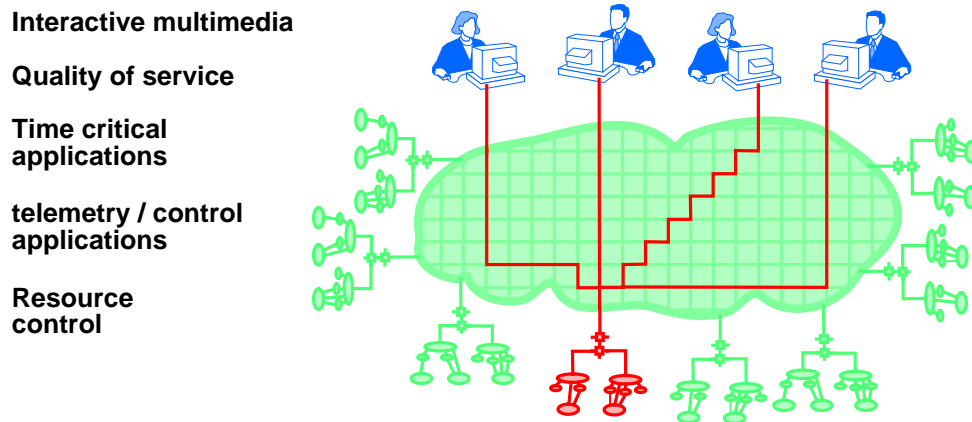 Interactive multimedia
Quality of service
Time critical
applications
telemetry / control
applications
Resource
control